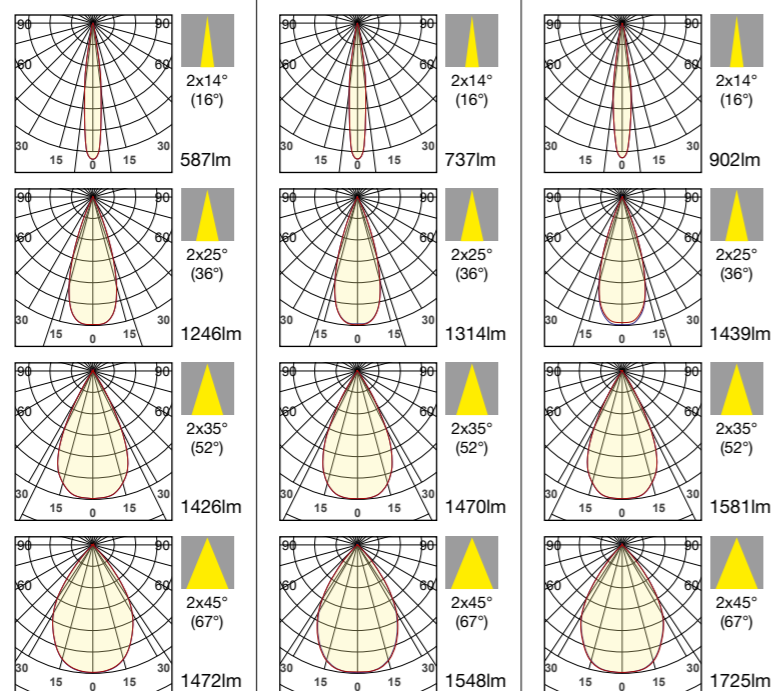 90 90
60 60
2x14°
(16°)
30 15 0 15 30
587lm
90 90
60 60
2x14°
(16°)
30 15 0 15 30
737lm
90 90
60 60
2x14°
(16°)
30 15 0 15 30
902lm
90 90
60 60
2x25°
(36°)
30 15 0 15 30
1246lm
90 90
60 60
2x25°
(36°)
30 15 0 15 30
1314lm
90 90
60 60
2x25°
(36°)
30 15 0 15 30
1439lm
90 90
60 60
2x35°
(52°)
30 15 0 15 30
1426lm
90 90
60 60
2x35°
(52°)
30 15 0 15 30
1470lm
90 90
60 60
2x35°
(52°)
30 15 0 15 30
1581lm
90 90
60 60
2x45°
(67°)
30 15 0 15 30
1472lm
90 90
60 60
2x45°
(67°)
30 15 0 15 30
1548lm
90 90
60 60
2x45°
(67°)
30 15 0 15 30
1725lm